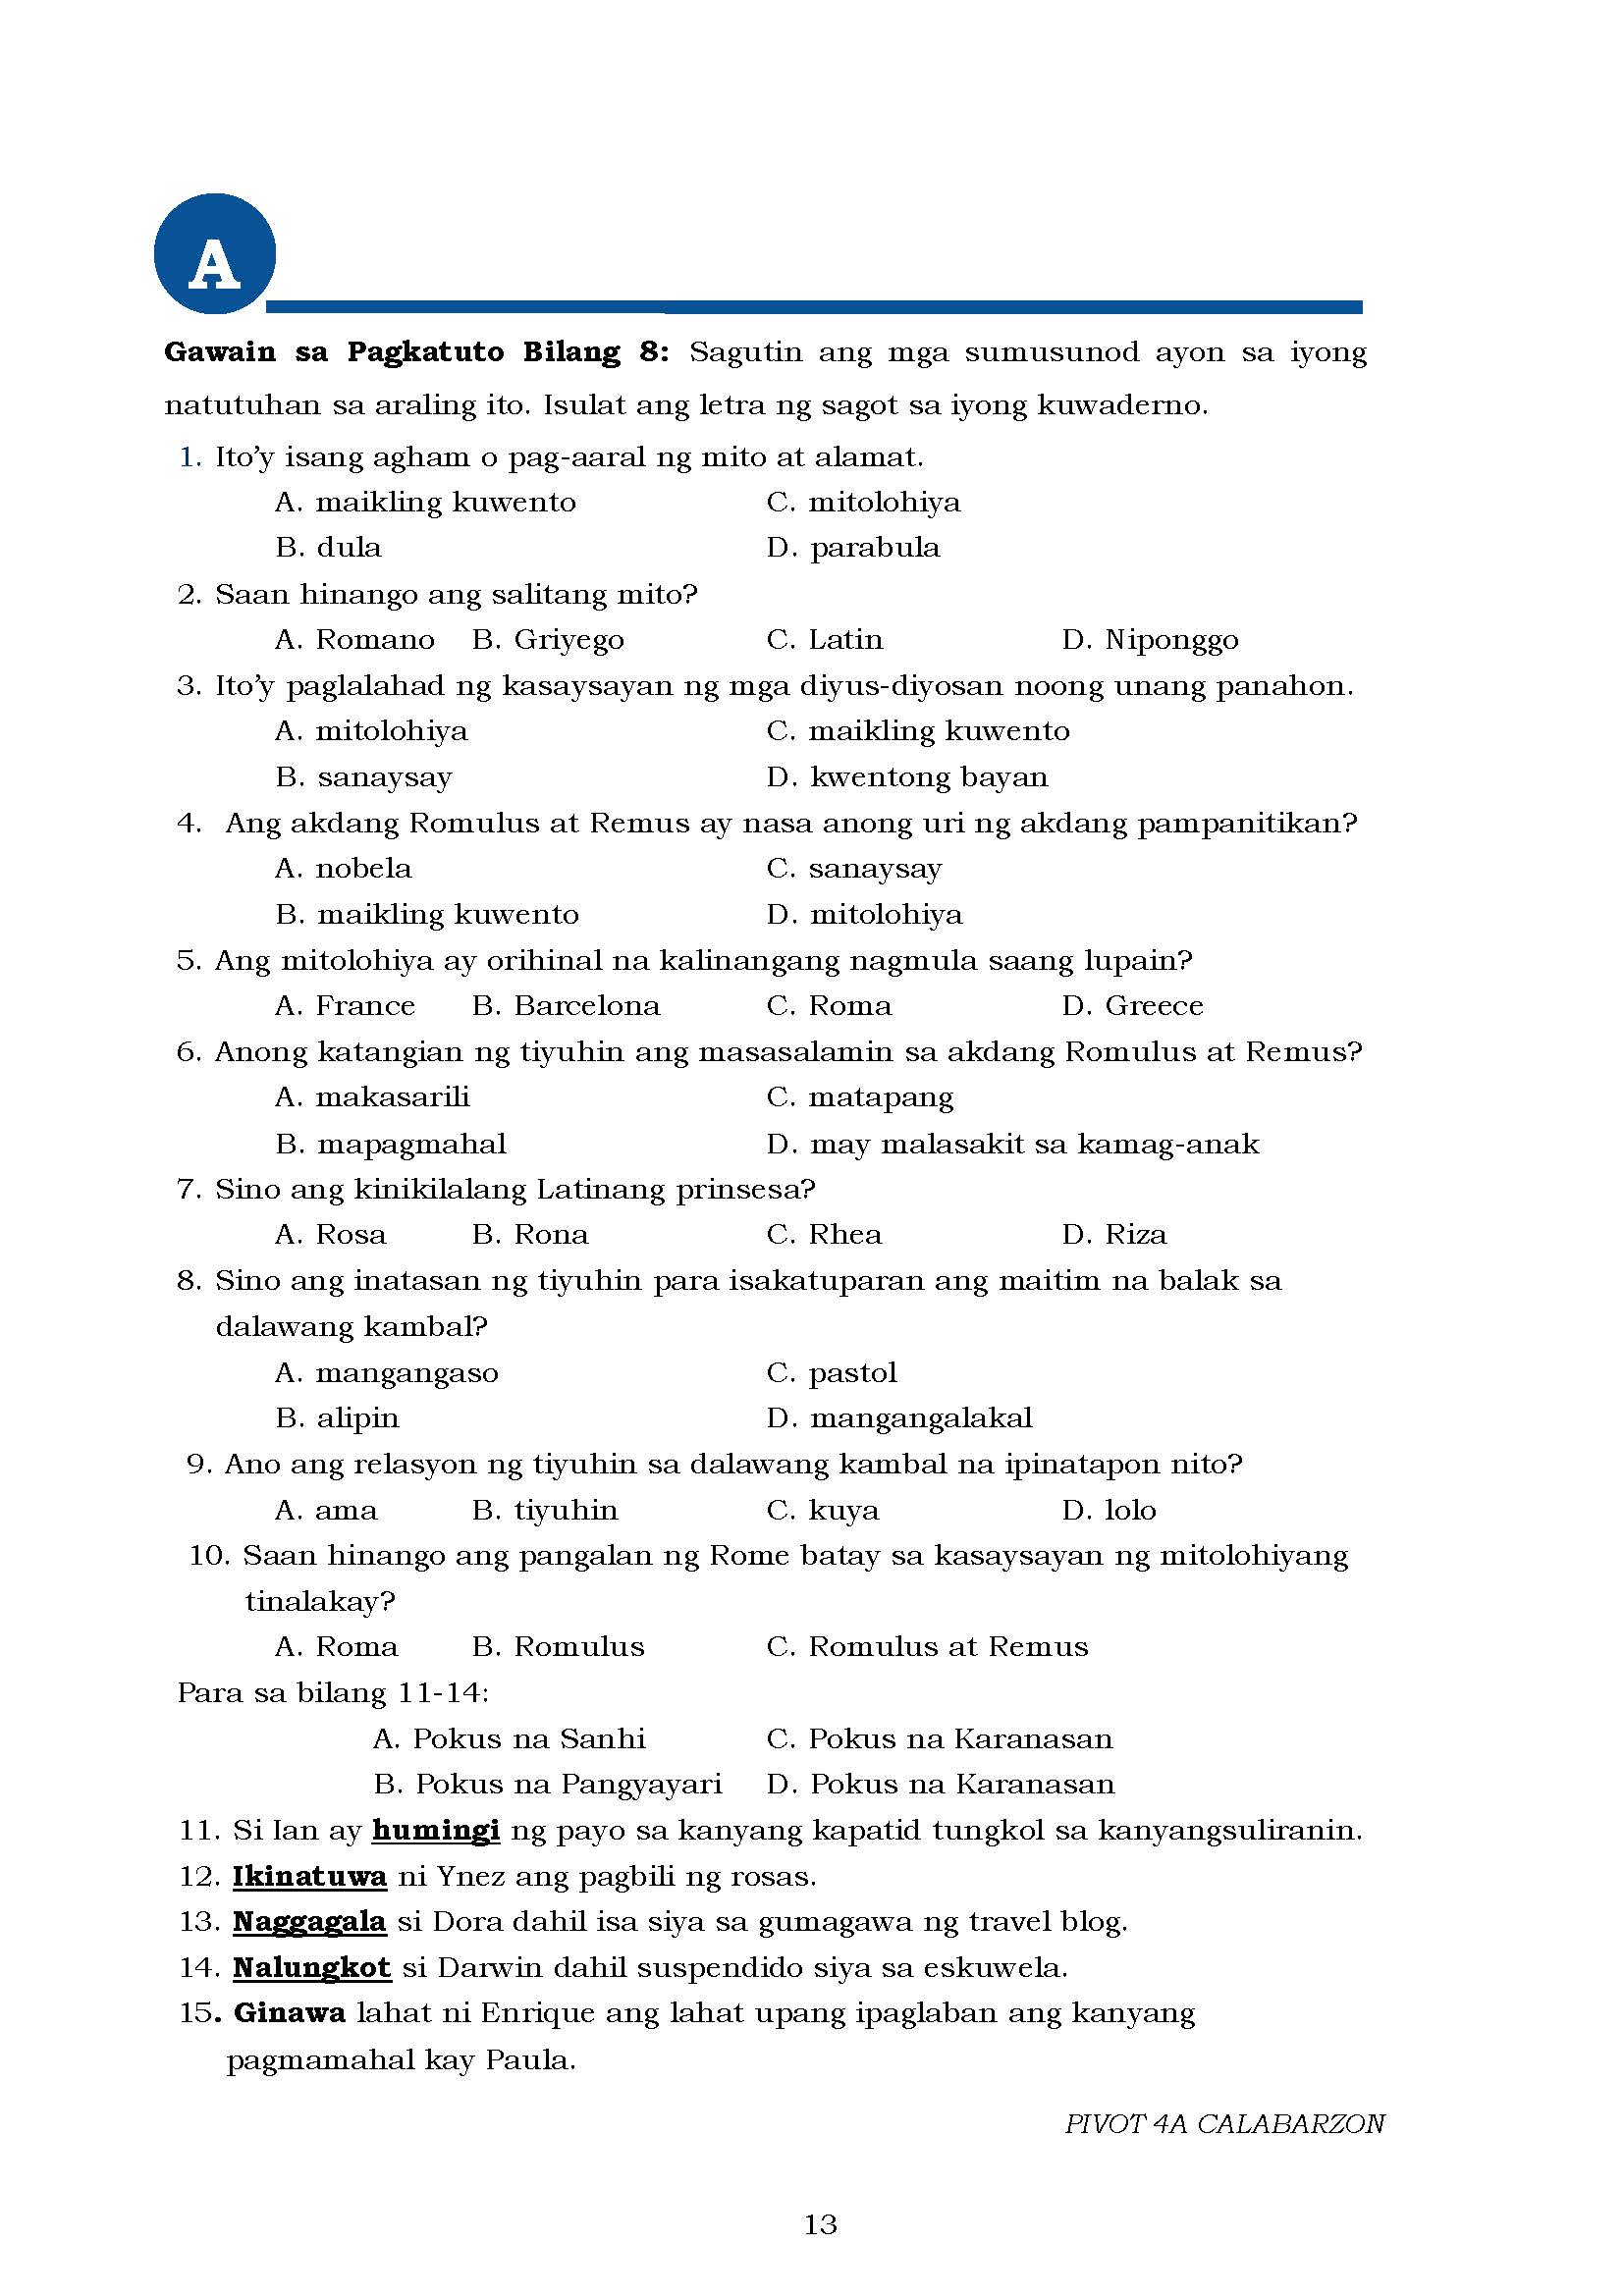 A
Gawain sa Pagkatuto Bilang 8: Sagutin ang mga sumusunod ayon sa iyong
natutuhan sa araling ito. Isulat ang letra ng sagot sa iyong kuwaderno.
1. Ito’y isang agham o pag-aaral ng mito at alamat.
A. maikling kuwento C. mitolohiya
B. dula D. parabula
2. Saan hinango ang salitang mito?
A. Romano B. Griyego C. Latin D. Niponggo
3. Ito’y paglalahad ng kasaysayan ng mga diyus-diyosan noong unang panahon.
A. mitolohiya C. maikling kuwento
B. sanaysay D. kwentong bayan
4. Ang akdang Romulus at Remus ay nasa anong uri ng akdang pampanitikan?
A. nobela C. sanaysay
B. maikling kuwento D. mitolohiya
5. Ang mitolohiya ay orihinal na kalinangang nagmula saang lupain?
A. France B. Barcelona C. Roma D. Greece
6. Anong katangian ng tiyuhin ang masasalamin sa akdang Romulus at Remus?
A. makasarili C. matapang
B. mapagmahal D. may malasakit sa kamag-anak
7. Sino ang kinikilalang Latinang prinsesa?
A. Rosa B. Rona C. Rhea D. Riza
8. Sino ang inatasan ng tiyuhin para isakatuparan ang maitim na balak sa
dalawang kambal?
A. mangangaso C. pastol
B. alipin D. mangangalakal
9. Ano ang relasyon ng tiyuhin sa dalawang kambal na ipinatapon nito?
A. ama B. tiyuhin C. kuya D. lolo
10. Saan hinango ang pangalan ng Rome batay sa kasaysayan ng mitolohiyang
tinalakay?
A. Roma B. Romulus C. Romulus at Remus
Para sa bilang 11-14:
A. Pokus na Sanhi C. Pokus na Karanasan
B. Pokus na Pangyayari D. Pokus na Karanasan
11. Si Ian ay humingi ng payo sa kanyang kapatid tungkol sa kanyangsuliranin.
12. Ikinatuwa ni Ynez ang pagbili ng rosas.
13. Naggagala si Dora dahil isa siya sa gumagawa ng travel blog.
14. Nalungkot si Darwin dahil suspendido siya sa eskuwela.
15. Ginawa lahat ni Enrique ang lahat upang ipaglaban ang kanyang
pagmamahal kay Paula.
PIVOT 4A CALABARZON
13